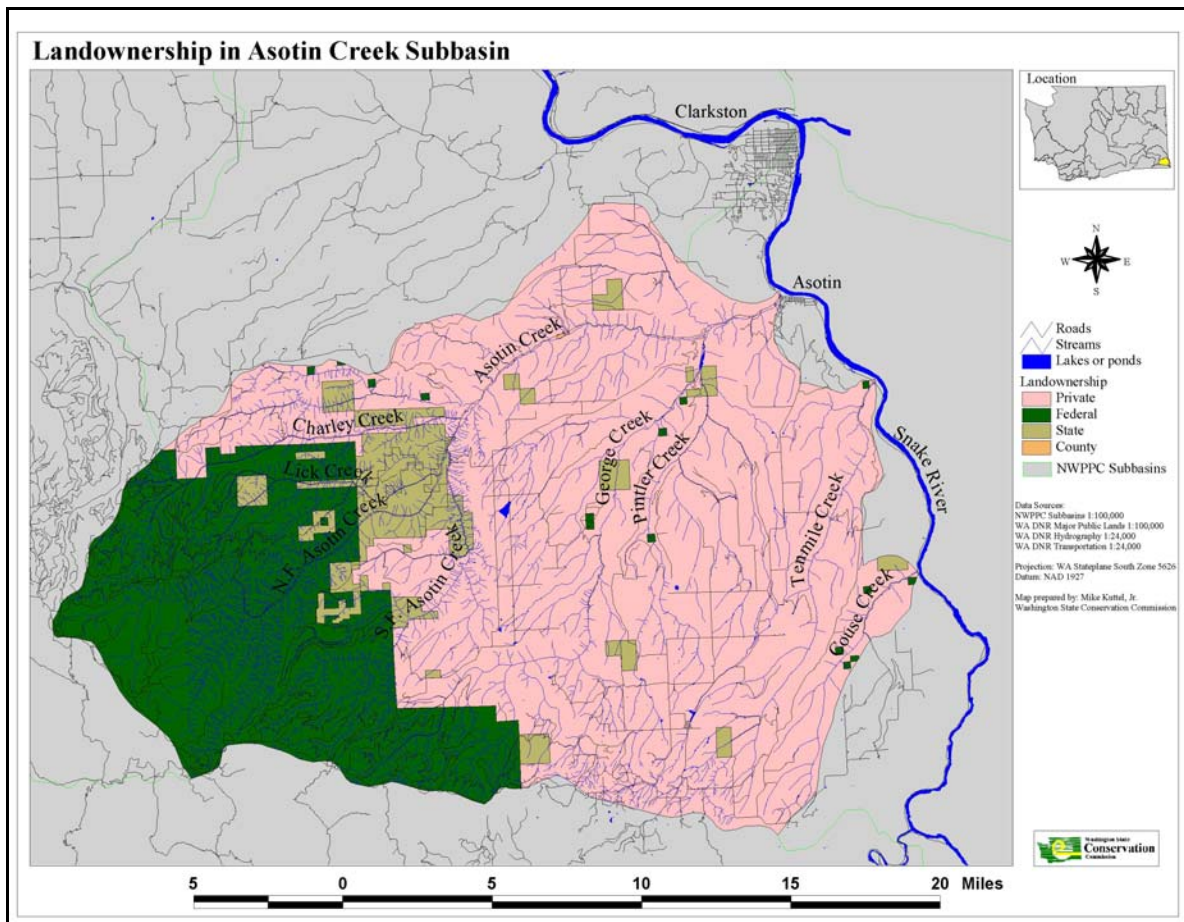 Landownership in Asotin Creek Subbasin
Clarkston
Asotin
Asotin Creek
Charley Creek
Lick Creek
N.F. Asotin Creek
S.F. Asotin Creek
George Creek
Pintler Creek
Tenmile Creek
Couse Creek
Snake River
Location
N
W E
S
Roads
Streams
Lakes or ponds
Landownership
Private
Federal
State
County
NWPPC Subbasins
Data Sources:
NWPPC Subbasins 1:100,000
WA DNR Major Public Lands 1:100,000
WA DNR Hydrography 1:24,000
WA DNR Transportation 1:24,000
Projection: WA Stateplane South Zone 5626
Datum: NAD 1927
Map prepared by: Mike Kuttel, Jr.
Washington State Conservation Commission
Washington State
Conservation
Commission
5 0 5 10 15 20 Miles